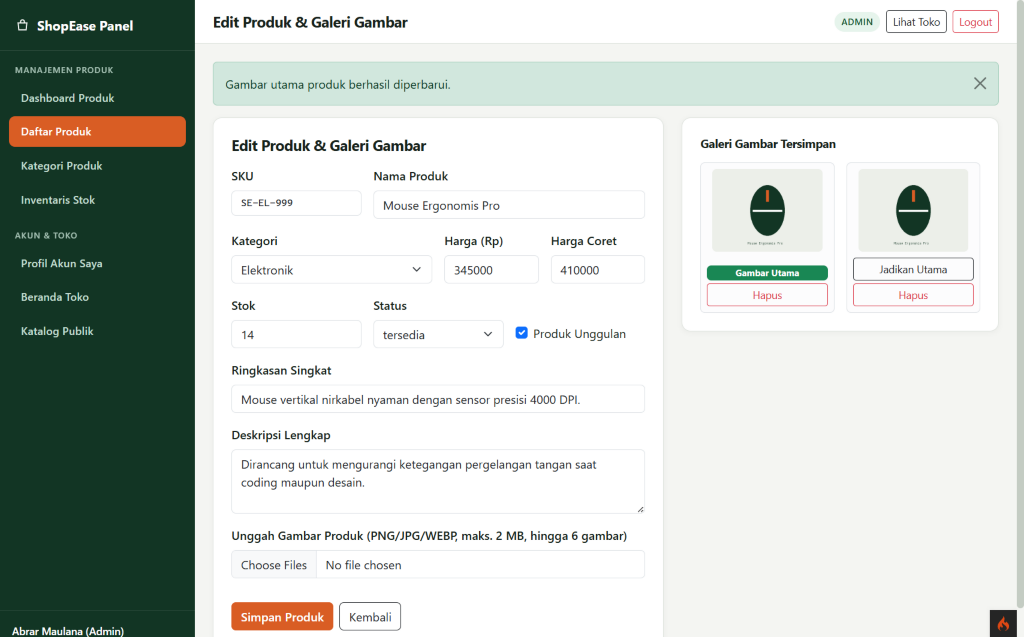 ShopEase Panel
MANAJEMEN PRODUK
Dashboard Produk
Daftar Produk
Kategori Produk
Inventaris Stok
AKUN & TOKO
Profil Akun Saya
Beranda Toko
Katalog Publik
Abrar Maulana (Admin)
Edit Produk & Galeri Gambar
ADMIN
Lihat Toko
Logout
Gambar utama produk berhasil diperbarui.
Edit Produk & Galeri Gambar
SKU
Nama Produk
SE-EL-999
Mouse Ergonomis Pro
Kategori
Harga (Rp)
Harga Coret
Elektronik
345000
410000
Stok
Status
14
tersedia
Produk Unggulan
Ringkasan Singkat
Mouse vertikal nirkabel nyaman dengan sensor presisi 4000 DPI.
Deskripsi Lengkap
Dirancang untuk mengurangi ketegangan pergelangan tangan saat
coding maupun desain.
Unggah Gambar Produk (PNG/JPG/WEBP, maks. 2 MB, hingga 6 gambar)
Choose Files
No file chosen
Simpan Produk
Kembali
Galeri Gambar Tersimpan
Mouse Ergonomis Pro
Mouse Ergonomis Pro
Gambar Utama
Jadikan Utama
Hapus
Hapus